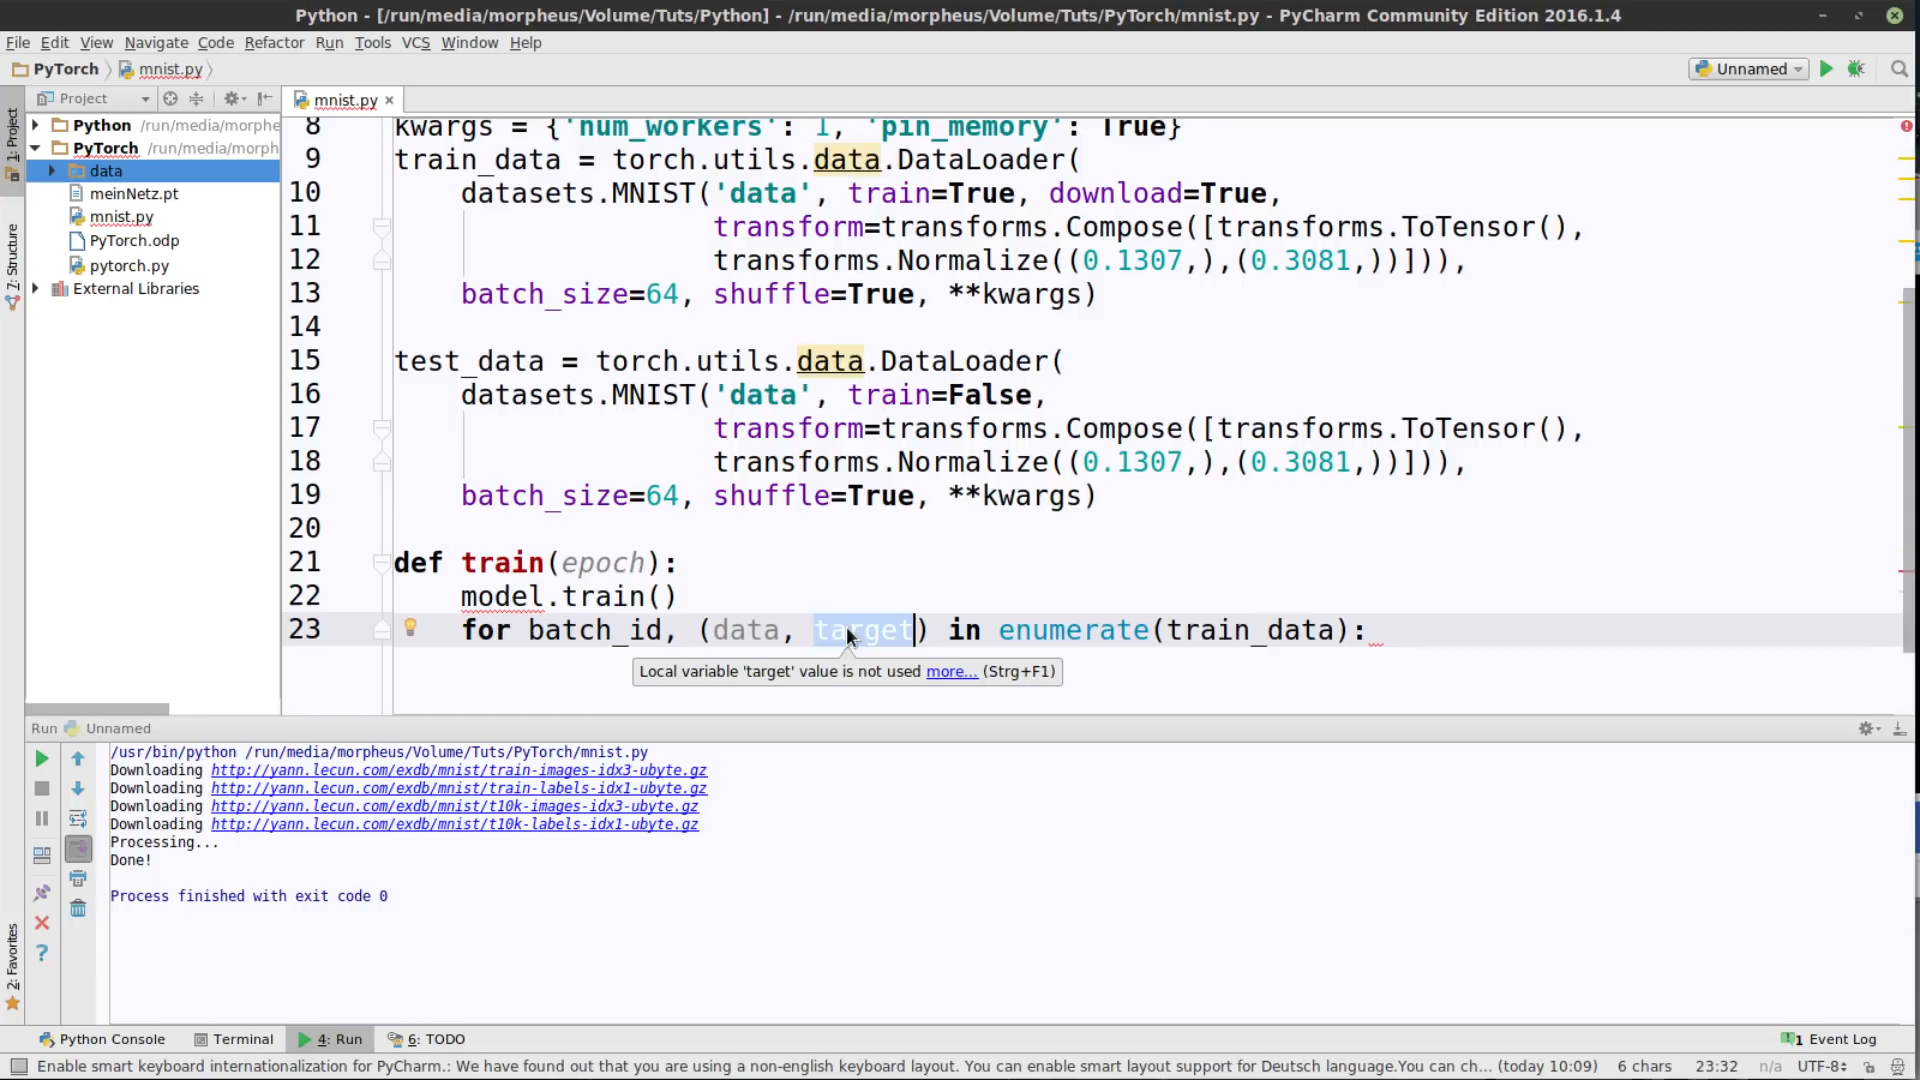 Python - [/run/media/morpheus/Volume/Tuts/Python] - /run/media/morpheus/Volume/Tuts/PyTorch/mnist.py - PyCharm Community Edition 2016.1.4
File Edit View Navigate Code Refactor Run Tools VCS Window Help
PyTorch mnist.py Unnamed
Project mnist.py
1: Project
7: Structure
2: Favorites
Python /run/media/morphe
PyTorch /run/media/morph
data
meinNetz.pt
mnist.py
PyTorch.odp
pytorch.py
External Libraries
8 kwargs = {'num_workers': 1, 'pin_memory': True}
9 train_data = torch.utils.data.DataLoader(
10 datasets.MNIST('data', train=True, download=True,
11 transform=transforms.Compose([transforms.ToTensor(),
12 transforms.Normalize((0.1307,),(0.3081,))])),
13 batch_size=64, shuffle=True, **kwargs)
14
15 test_data = torch.utils.data.DataLoader(
16 datasets.MNIST('data', train=False,
17 transform=transforms.Compose([transforms.ToTensor(),
18 transforms.Normalize((0.1307,),(0.3081,))])),
19 batch_size=64, shuffle=True, **kwargs)
20
21 def train(epoch):
22 model.train()
23 for batch_id, (data, target) in enumerate(train_data):
Local variable 'target' value is not used more... (Strg+F1)
Run Unnamed
/usr/bin/python /run/media/morpheus/Volume/Tuts/PyTorch/mnist.py
Downloading http://yann.lecun.com/exdb/mnist/train-images-idx3-ubyte.gz
Downloading http://yann.lecun.com/exdb/mnist/train-labels-idx1-ubyte.gz
Downloading http://yann.lecun.com/exdb/mnist/t10k-images-idx3-ubyte.gz
Downloading http://yann.lecun.com/exdb/mnist/t10k-labels-idx1-ubyte.gz
Processing...
Done!
Process finished with exit code 0
Python Console Terminal 4: Run 6: TODO 1 Event Log
Enable smart keyboard internationalization for PyCharm.: We have found out that you are using a non-english keyboard layout. You can enable smart layout support for Deutsch language.You can ch... (today 10:09) 6 chars 23:32 n/a UTF-8